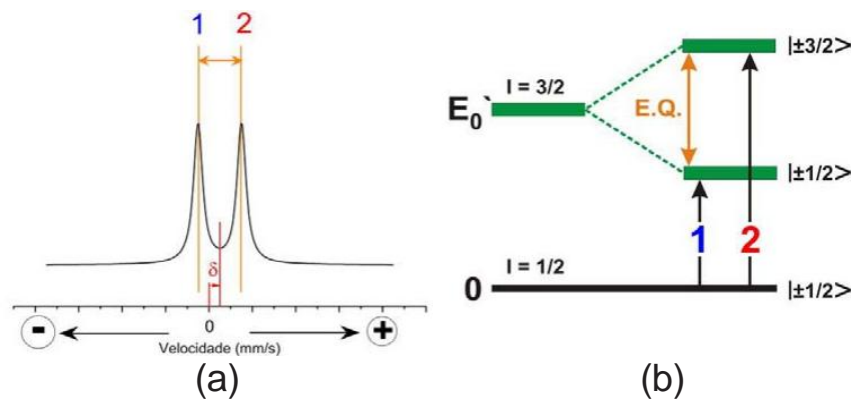 1 2
δ
0
- +
Velocidade (mm/s)
(a)
|±3/2>
I = 3/2
E₀`
E.Q.
|±1/2>
1 2
I = 1/2
0
|±1/2>
(b)